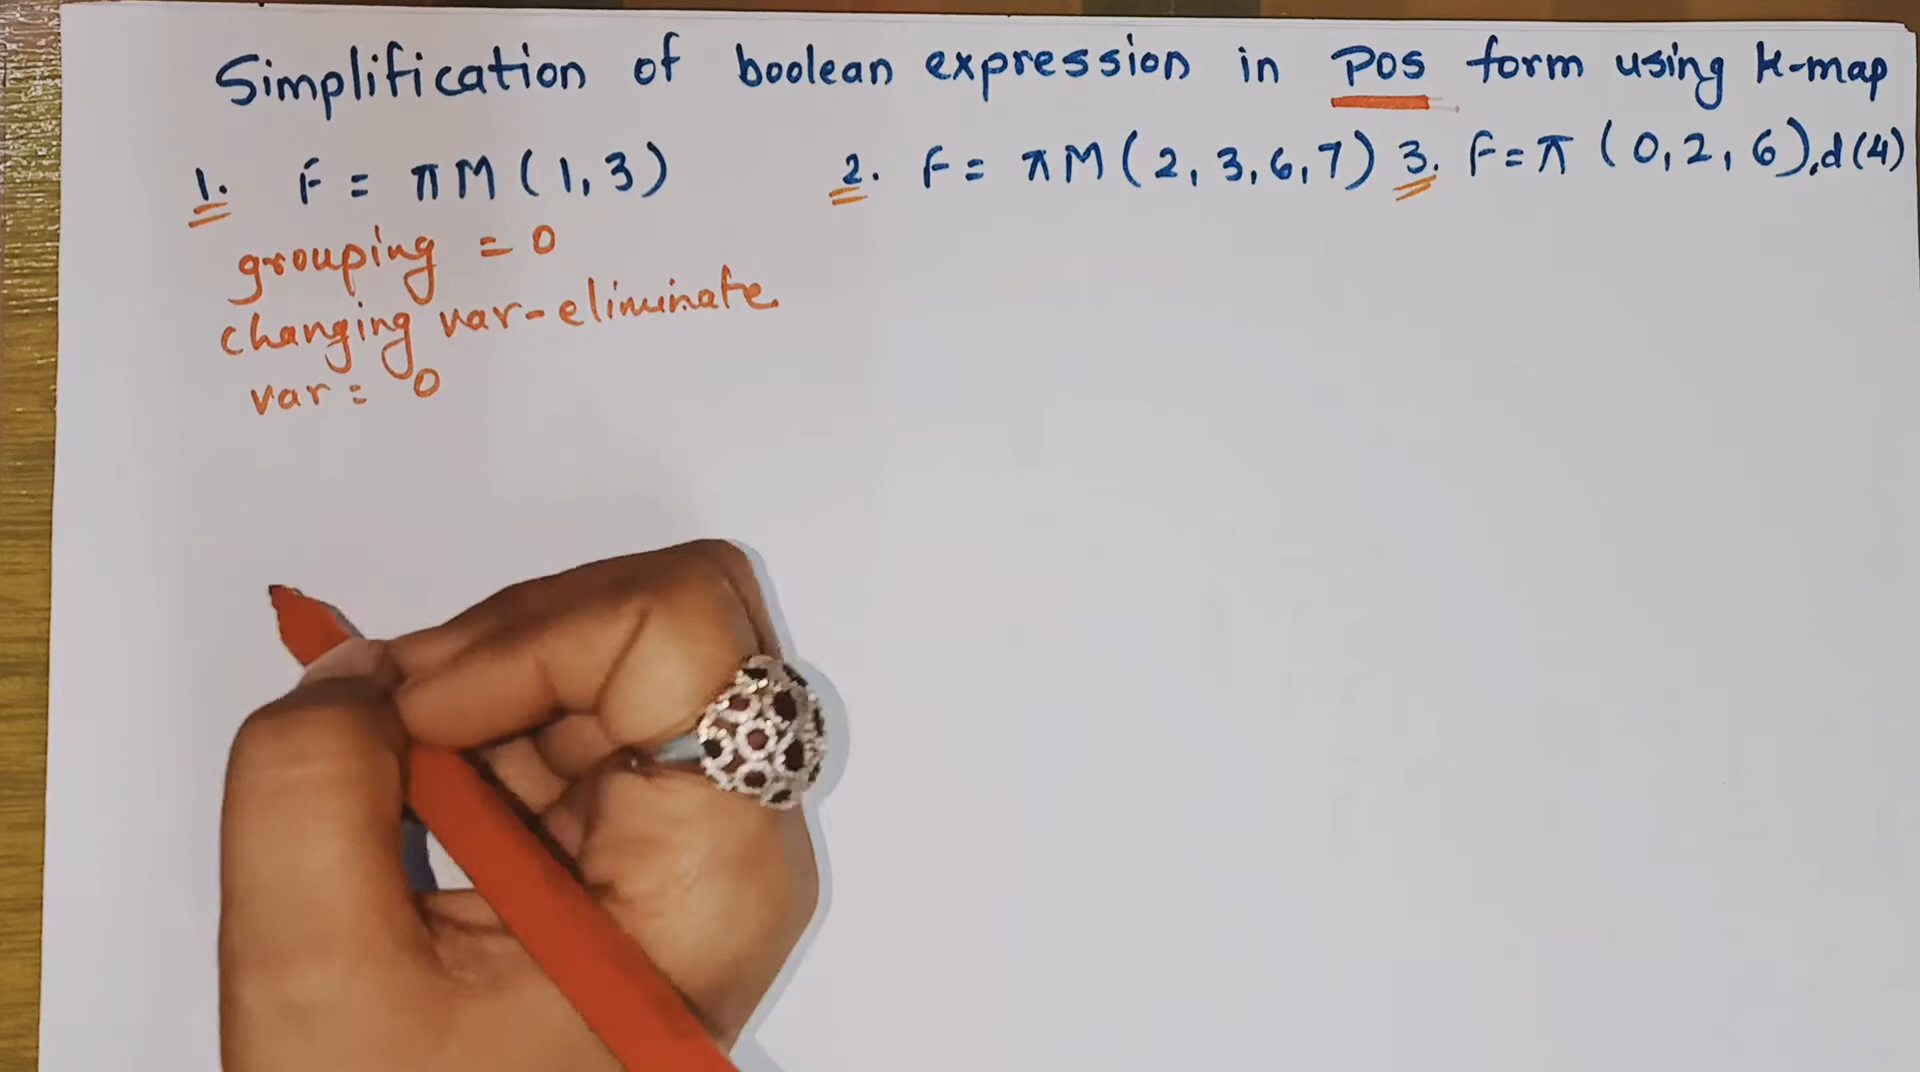 Simplification of boolean expression in POS form using K-map
1. F = πM (1, 3)
2. F = πM (2, 3, 6, 7)
3. F = π (0, 2, 6), d(4)
grouping = 0
changing var-eliminate
var = 0